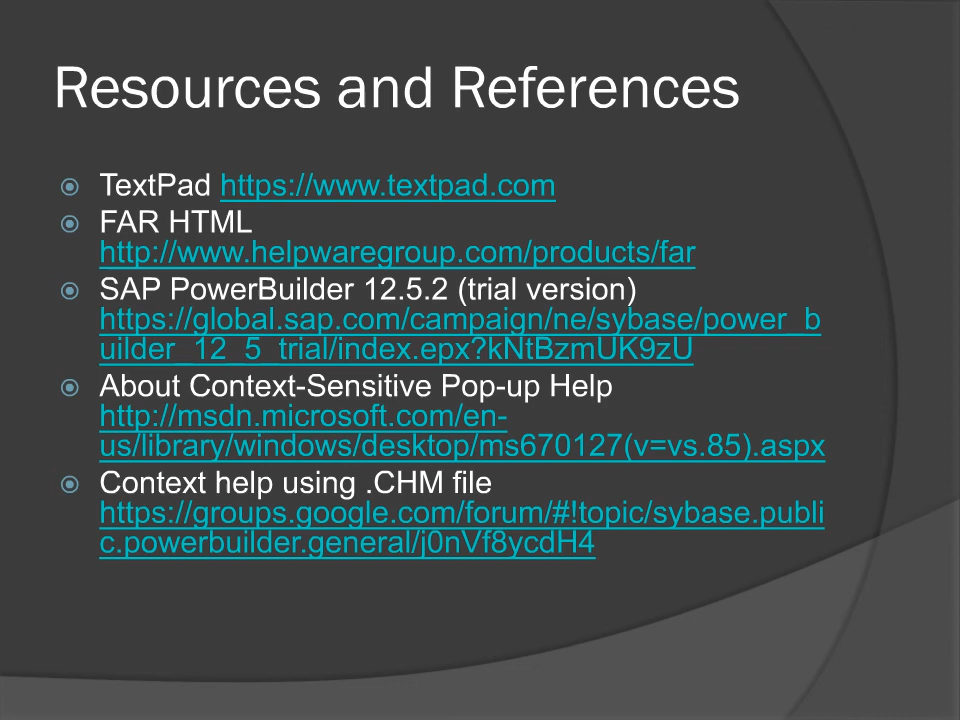 Resources and References
TextPad https://www.textpad.com
FAR HTML
http://www.helpwaregroup.com/products/far
SAP PowerBuilder 12.5.2 (trial version)
https://global.sap.com/campaign/ne/sybase/power_b
uilder_12_5_trial/index.epx?kNtBzmUK9zU
About Context-Sensitive Pop-up Help
http://msdn.microsoft.com/en-
us/library/windows/desktop/ms670127(v=vs.85).aspx
Context help using .CHM file
https://groups.google.com/forum/#!topic/sybase.publi
c.powerbuilder.general/j0nVf8ycdH4